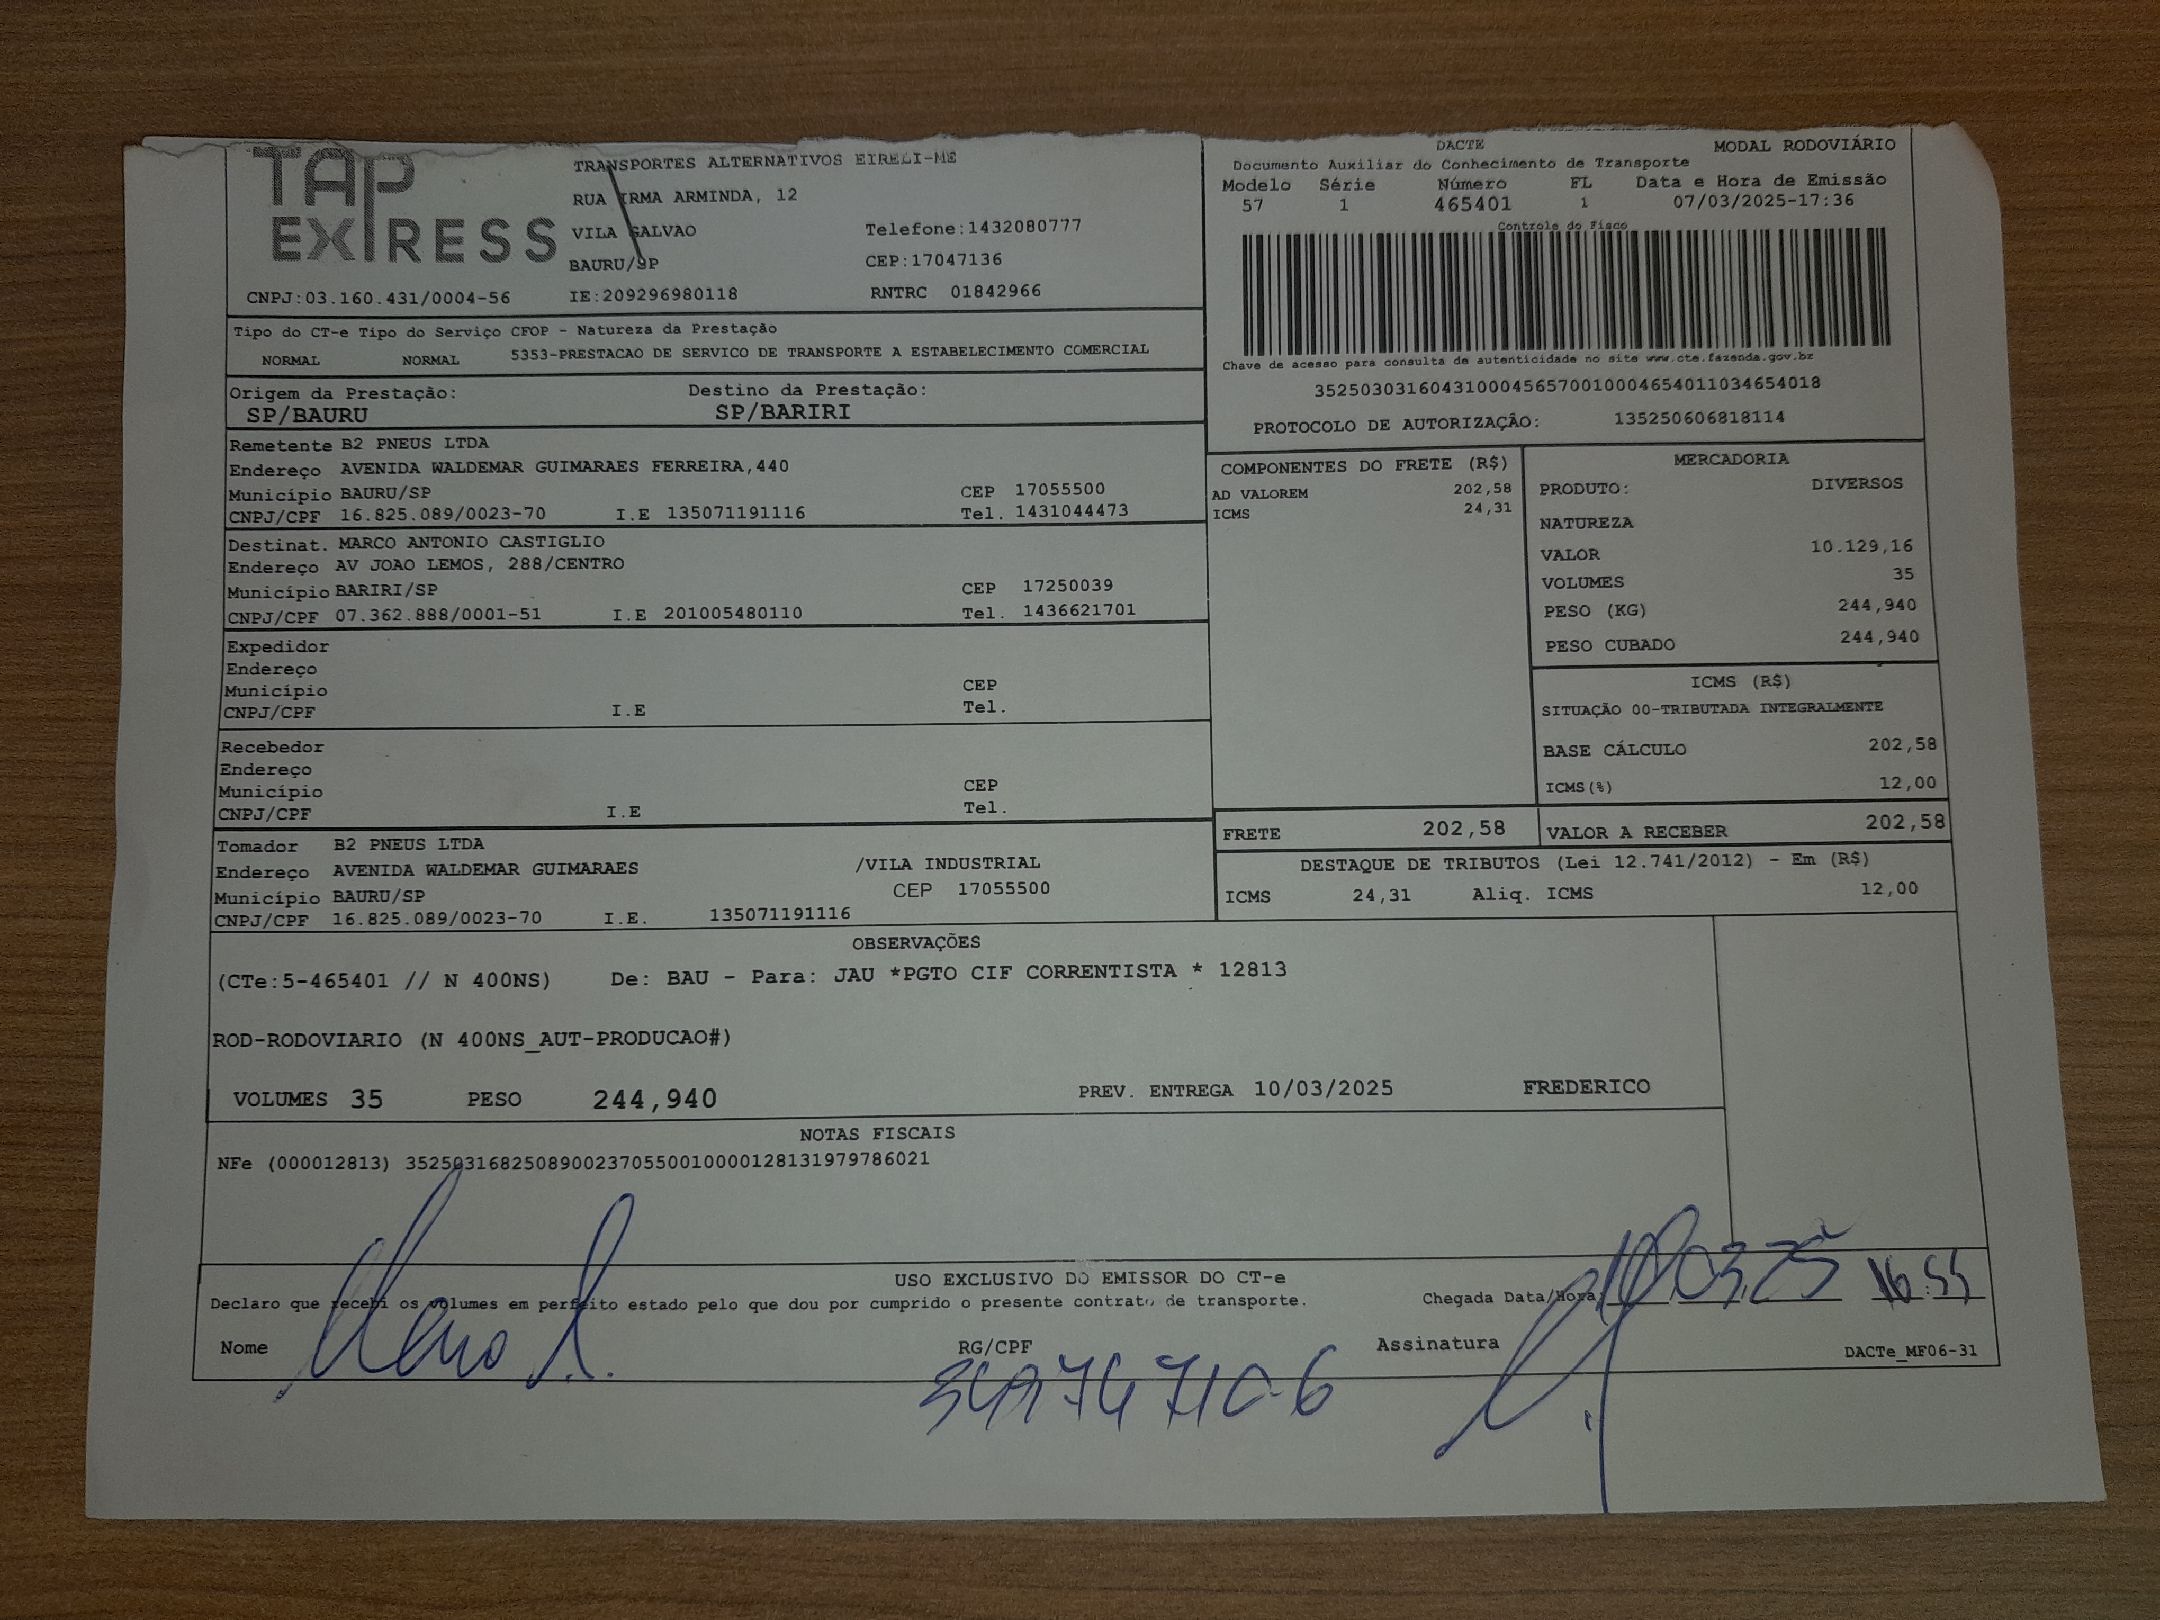 TAP
EXPRESS
TRANSPORTES ALTERNATIVOS EIRELI-ME
RUA IRMA ARMINDA, 12
VILA GALVAO Telefone:1432080777
BAURU/SP CEP:17047136
CNPJ:03.160.431/0004-56 IE:209296980118 RNTRC 01842966
DACTE MODAL RODOVIÁRIO
Documento Auxiliar do Conhecimento de Transporte
Modelo Série Número FL Data e Hora de Emissão
57 1 465401 1 07/03/2025-17:36
Controle do Fisco
Chave de acesso para consulta de autenticidade no site www.cte.fazenda.gov.br
35250303160431000456570010004654011034654018
PROTOCOLO DE AUTORIZAÇÃO: 135250606818114
Tipo do CT-e Tipo do Serviço CFOP - Natureza da Prestação
NORMAL NORMAL 5353-PRESTACAO DE SERVICO DE TRANSPORTE A ESTABELECIMENTO COMERCIAL
Origem da Prestação: Destino da Prestação:
SP/BAURU SP/BARIRI
Remetente B2 PNEUS LTDA
Endereço AVENIDA WALDEMAR GUIMARAES FERREIRA,440
Município BAURU/SP CEP 17055500
CNPJ/CPF 16.825.089/0023-70 I.E 135071191116 Tel. 1431044473
Destinat. MARCO ANTONIO CASTIGLIO
Endereço AV JOAO LEMOS, 288/CENTRO
Município BARIRI/SP CEP 17250039
CNPJ/CPF 07.362.888/0001-51 I.E 201005480110 Tel. 1436621701
Expedidor
Endereço
Município CEP
CNPJ/CPF I.E Tel.
Recebedor
Endereço
Município CEP
CNPJ/CPF I.E Tel.
Tomador B2 PNEUS LTDA
Endereço AVENIDA WALDEMAR GUIMARAES /VILA INDUSTRIAL
Município BAURU/SP CEP 17055500
CNPJ/CPF 16.825.089/0023-70 I.E. 135071191116
COMPONENTES DO FRETE (R$)
AD VALOREM 202,58
ICMS 24,31
MERCADORIA
PRODUTO: DIVERSOS
NATUREZA
VALOR 10.129,16
VOLUMES 35
PESO (KG) 244,940
PESO CUBADO 244,940
ICMS (R$)
SITUAÇÃO 00-TRIBUTADA INTEGRALMENTE
BASE CÁLCULO 202,58
ICMS(%) 12,00
FRETE 202,58 VALOR A RECEBER 202,58
DESTAQUE DE TRIBUTOS (Lei 12.741/2012) - Em (R$)
ICMS 24,31 Aliq. ICMS 12,00
OBSERVAÇÕES
(CTe:5-465401 // N 400NS) De: BAU - Para: JAU *PGTO CIF CORRENTISTA * 12813
ROD-RODOVIARIO (N 400NS_AUT-PRODUCAO#)
VOLUMES 35 PESO 244,940 PREV. ENTREGA 10/03/2025 FREDERICO
NOTAS FISCAIS
NFe (000012813) 35250316825089002370550010000128131979786021
USO EXCLUSIVO DO EMISSOR DO CT-e
Declaro que recebi os volumes em perfeito estado pelo que dou por cumprido o presente contrato de transporte.
Chegada Data/Hora 10/03/25 16:55
Nome RG/CPF Assinatura DACTe_MF06-31